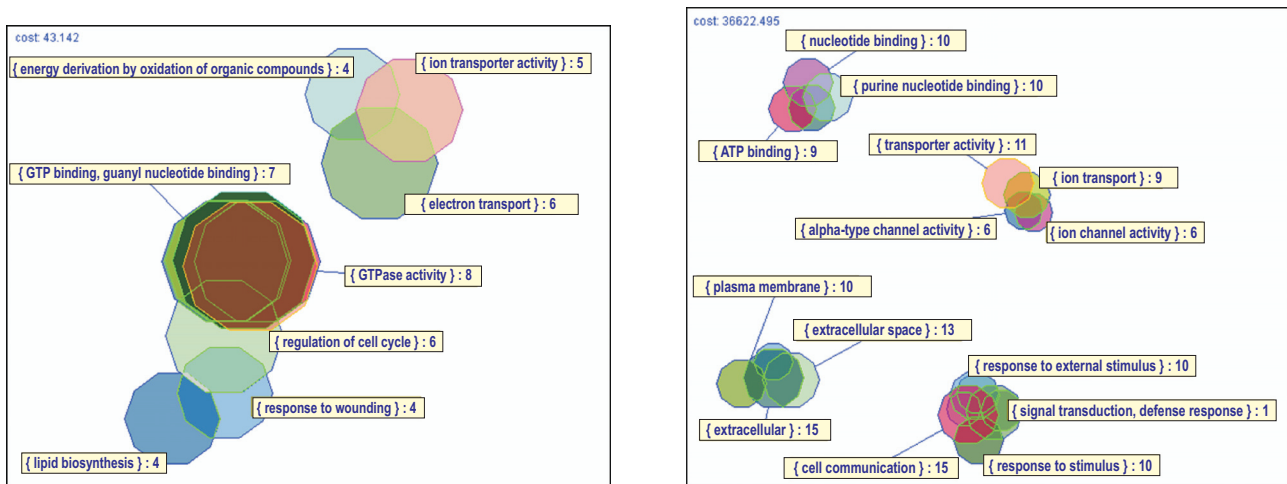 cost: 43.142
{ energy derivation by oxidation of organic compounds } : 4
{ ion transporter activity } : 5
{ GTP binding, guanyl nucleotide binding } : 7
{ electron transport } : 6
{ GTPase activity } : 8
{ regulation of cell cycle } : 6
{ response to wounding } : 4
{ lipid biosynthesis } : 4
cost: 36622.495
{ nucleotide binding } : 10
{ purine nucleotide binding } : 10
{ ATP binding } : 9
{ transporter activity } : 11
{ ion transport } : 9
{ alpha-type channel activity } : 6
{ ion channel activity } : 6
{ plasma membrane } : 10
{ extracellular space } : 13
{ response to external stimulus } : 10
{ signal transduction, defense response } : 1
{ extracellular } : 15
{ cell communication } : 15
{ response to stimulus } : 10